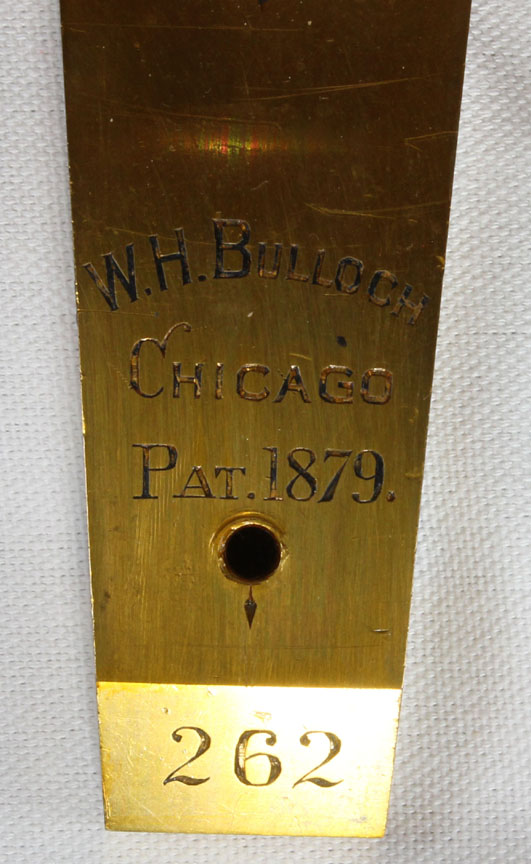 W.H. BULLOCH
CHICAGO
PAT. 1879.
262